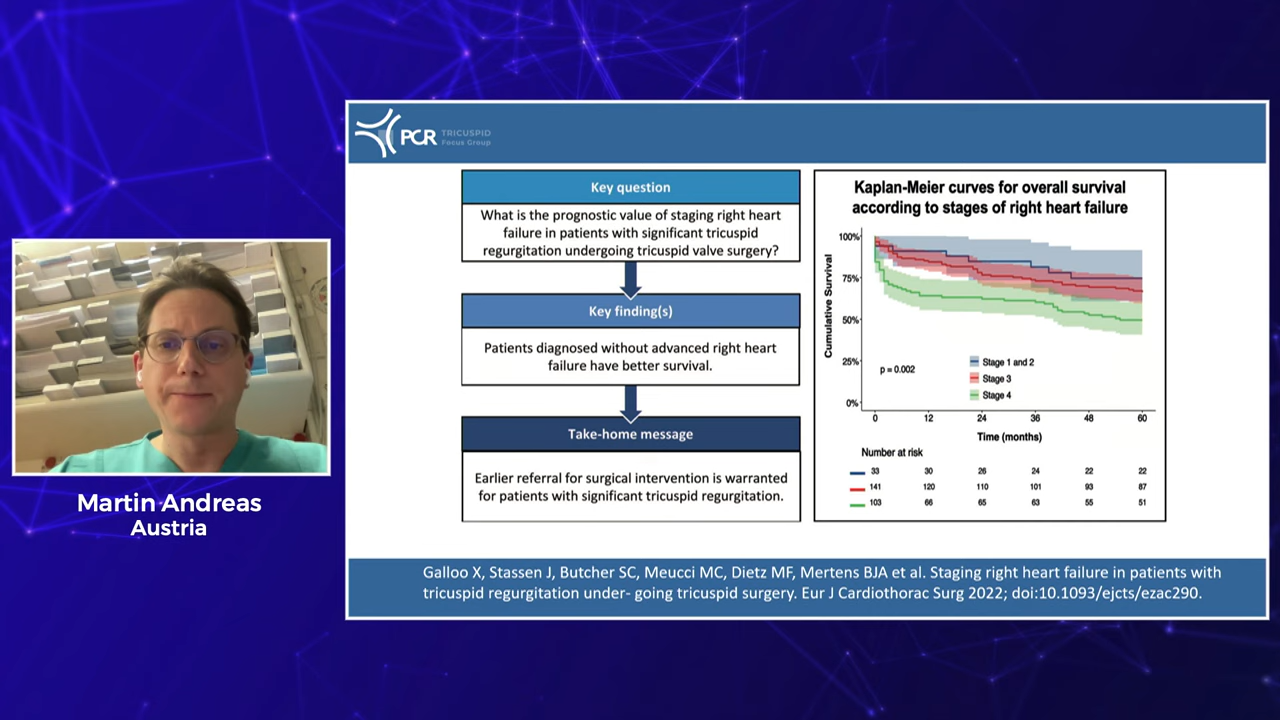 PCR
TRICUSPID
Focus Group
Key question
What is the prognostic value of staging right heart
failure in patients with significant tricuspid
regurgitation undergoing tricuspid valve surgery?
Key finding(s)
Patients diagnosed without advanced right heart
failure have better survival.
Take-home message
Earlier referral for surgical intervention is warranted
for patients with significant tricuspid regurgitation.
Kaplan-Meier curves for overall survival
according to stages of right heart failure
Cumulative Survival
100%
75%
50%
25%
0%
p = 0.002
Stage 1 and 2
Stage 3
Stage 4
0 12 24 36 48 60
Time (months)
Number at risk
33 30 26 24 22 22
141 120 110 101 93 87
103 66 65 63 55 51
Martin Andreas
Austria
Galloo X, Stassen J, Butcher SC, Meucci MC, Dietz MF, Mertens BJA et al. Staging right heart failure in patients with
tricuspid regurgitation under- going tricuspid surgery. Eur J Cardiothorac Surg 2022; doi:10.1093/ejcts/ezac290.